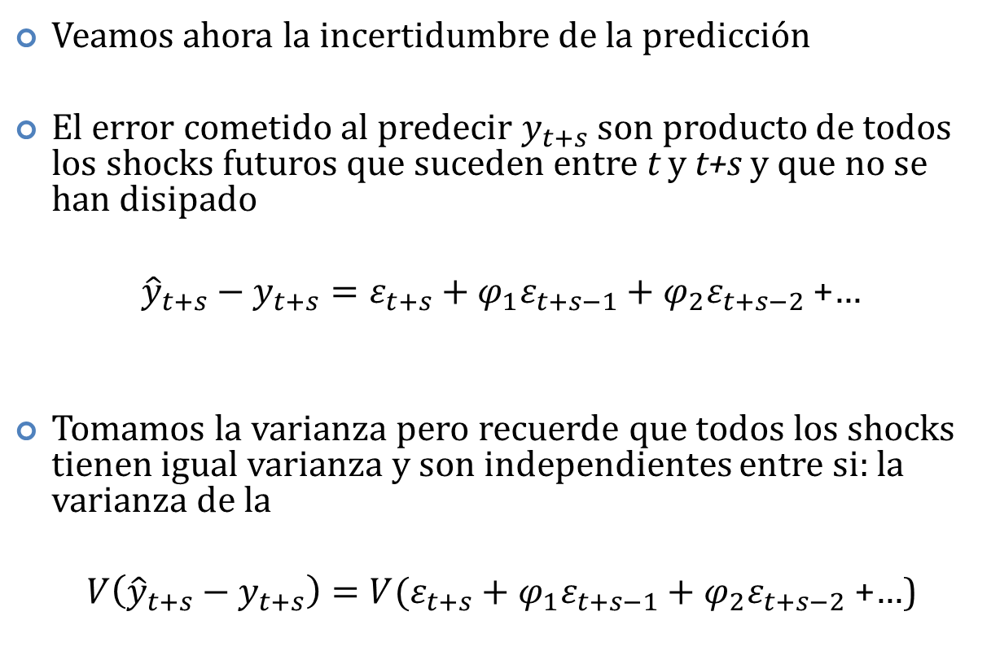 Veamos ahora la incertidumbre de la predicción
El error cometido al predecir $y_{t+s}$ son producto de todos
los shocks futuros que suceden entre t y t+s y que no se
han disipado
$\hat{y}_{t+s} - y_{t+s} = \varepsilon_{t+s} + \varphi_1\varepsilon_{t+s-1} + \varphi_2\varepsilon_{t+s-2} + \ldots$
Tomamos la varianza pero recuerde que todos los shocks
tienen igual varianza y son independientes entre si: la
varianza de la
$V(\hat{y}_{t+s} - y_{t+s}) = V(\varepsilon_{t+s} + \varphi_1\varepsilon_{t+s-1} + \varphi_2\varepsilon_{t+s-2} + \ldots)$